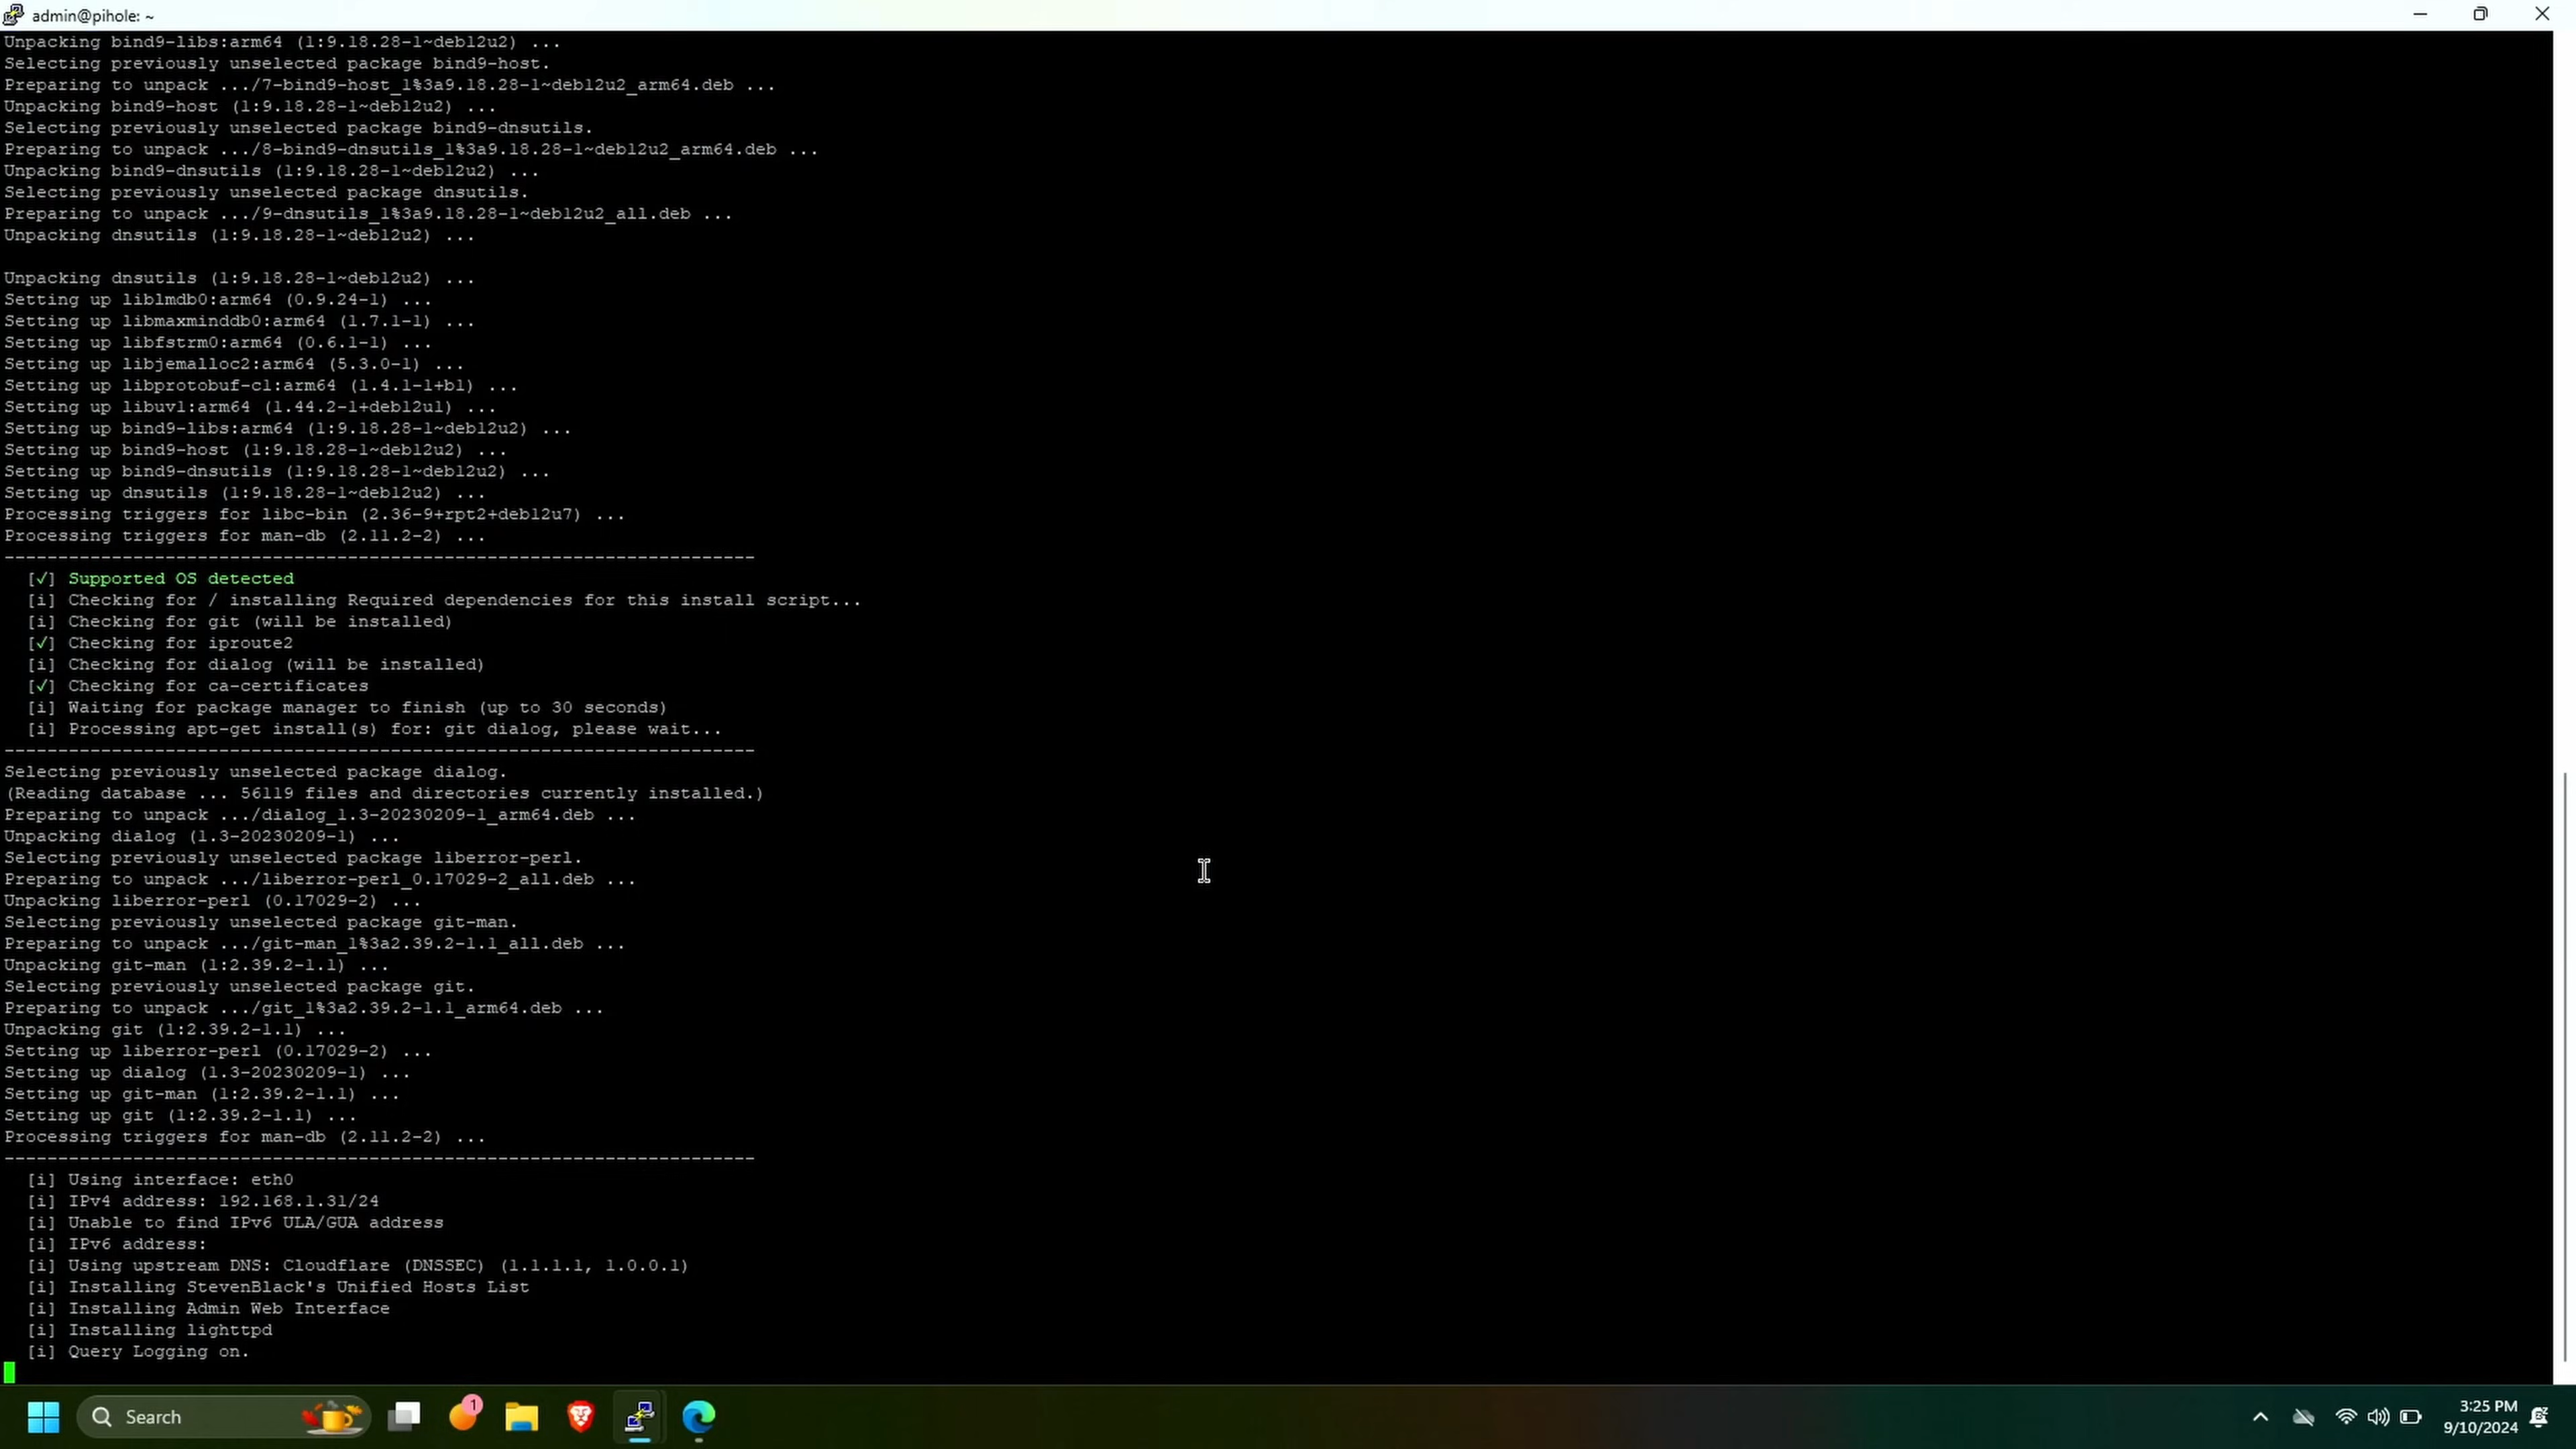 admin@pihole: ~
Unpacking bind9-libs:arm64 (1:9.18.28-1~deb12u2) ...
Selecting previously unselected package bind9-host.
Preparing to unpack .../7-bind9-host_1%3a9.18.28-1~deb12u2_arm64.deb ...
Unpacking bind9-host (1:9.18.28-1~deb12u2) ...
Selecting previously unselected package bind9-dnsutils.
Preparing to unpack .../8-bind9-dnsutils_1%3a9.18.28-1~deb12u2_arm64.deb ...
Unpacking bind9-dnsutils (1:9.18.28-1~deb12u2) ...
Selecting previously unselected package dnsutils.
Preparing to unpack .../9-dnsutils_1%3a9.18.28-1~deb12u2_all.deb ...
Unpacking dnsutils (1:9.18.28-1~deb12u2) ...
Unpacking dnsutils (1:9.18.28-1~deb12u2) ...
Setting up liblmdb0:arm64 (0.9.24-1) ...
Setting up libmaxminddb0:arm64 (1.7.1-1) ...
Setting up libfstrm0:arm64 (0.6.1-1) ...
Setting up libjemalloc2:arm64 (5.3.0-1) ...
Setting up libprotobuf-c1:arm64 (1.4.1-1+b1) ...
Setting up libuv1:arm64 (1.44.2-1+deb12u1) ...
Setting up bind9-libs:arm64 (1:9.18.28-1~deb12u2) ...
Setting up bind9-host (1:9.18.28-1~deb12u2) ...
Setting up bind9-dnsutils (1:9.18.28-1~deb12u2) ...
Setting up dnsutils (1:9.18.28-1~deb12u2) ...
Processing triggers for libc-bin (2.36-9+rpt2+deb12u7) ...
Processing triggers for man-db (2.11.2-2) ...
----------------------------------------------------------------------
[✓] Supported OS detected
[i] Checking for / installing Required dependencies for this install script...
[i] Checking for git (will be installed)
[✓] Checking for iproute2
[i] Checking for dialog (will be installed)
[✓] Checking for ca-certificates
[i] Waiting for package manager to finish (up to 30 seconds)
[i] Processing apt-get install(s) for: git dialog, please wait...
----------------------------------------------------------------------
Selecting previously unselected package dialog.
(Reading database ... 56119 files and directories currently installed.)
Preparing to unpack .../dialog_1.3-20230209-1_arm64.deb ...
Unpacking dialog (1.3-20230209-1) ...
Selecting previously unselected package liberror-perl.
Preparing to unpack .../liberror-perl_0.17029-2_all.deb ...
Unpacking liberror-perl (0.17029-2) ...
Selecting previously unselected package git-man.
Preparing to unpack .../git-man_1%3a2.39.2-1.1_all.deb ...
Unpacking git-man (1:2.39.2-1.1) ...
Selecting previously unselected package git.
Preparing to unpack .../git_1%3a2.39.2-1.1_arm64.deb ...
Unpacking git (1:2.39.2-1.1) ...
Setting up liberror-perl (0.17029-2) ...
Setting up dialog (1.3-20230209-1) ...
Setting up git-man (1:2.39.2-1.1) ...
Setting up git (1:2.39.2-1.1) ...
Processing triggers for man-db (2.11.2-2) ...
----------------------------------------------------------------------
[i] Using interface: eth0
[i] IPv4 address: 192.168.1.31/24
[i] Unable to find IPv6 ULA/GUA address
[i] IPv6 address:
[i] Using upstream DNS: Cloudflare (DNSSEC) (1.1.1.1, 1.0.0.1)
[i] Installing StevenBlack's Unified Hosts List
[i] Installing Admin Web Interface
[i] Installing lighttpd
[i] Query Logging on.
Search
1
3:25 PM
9/10/2024